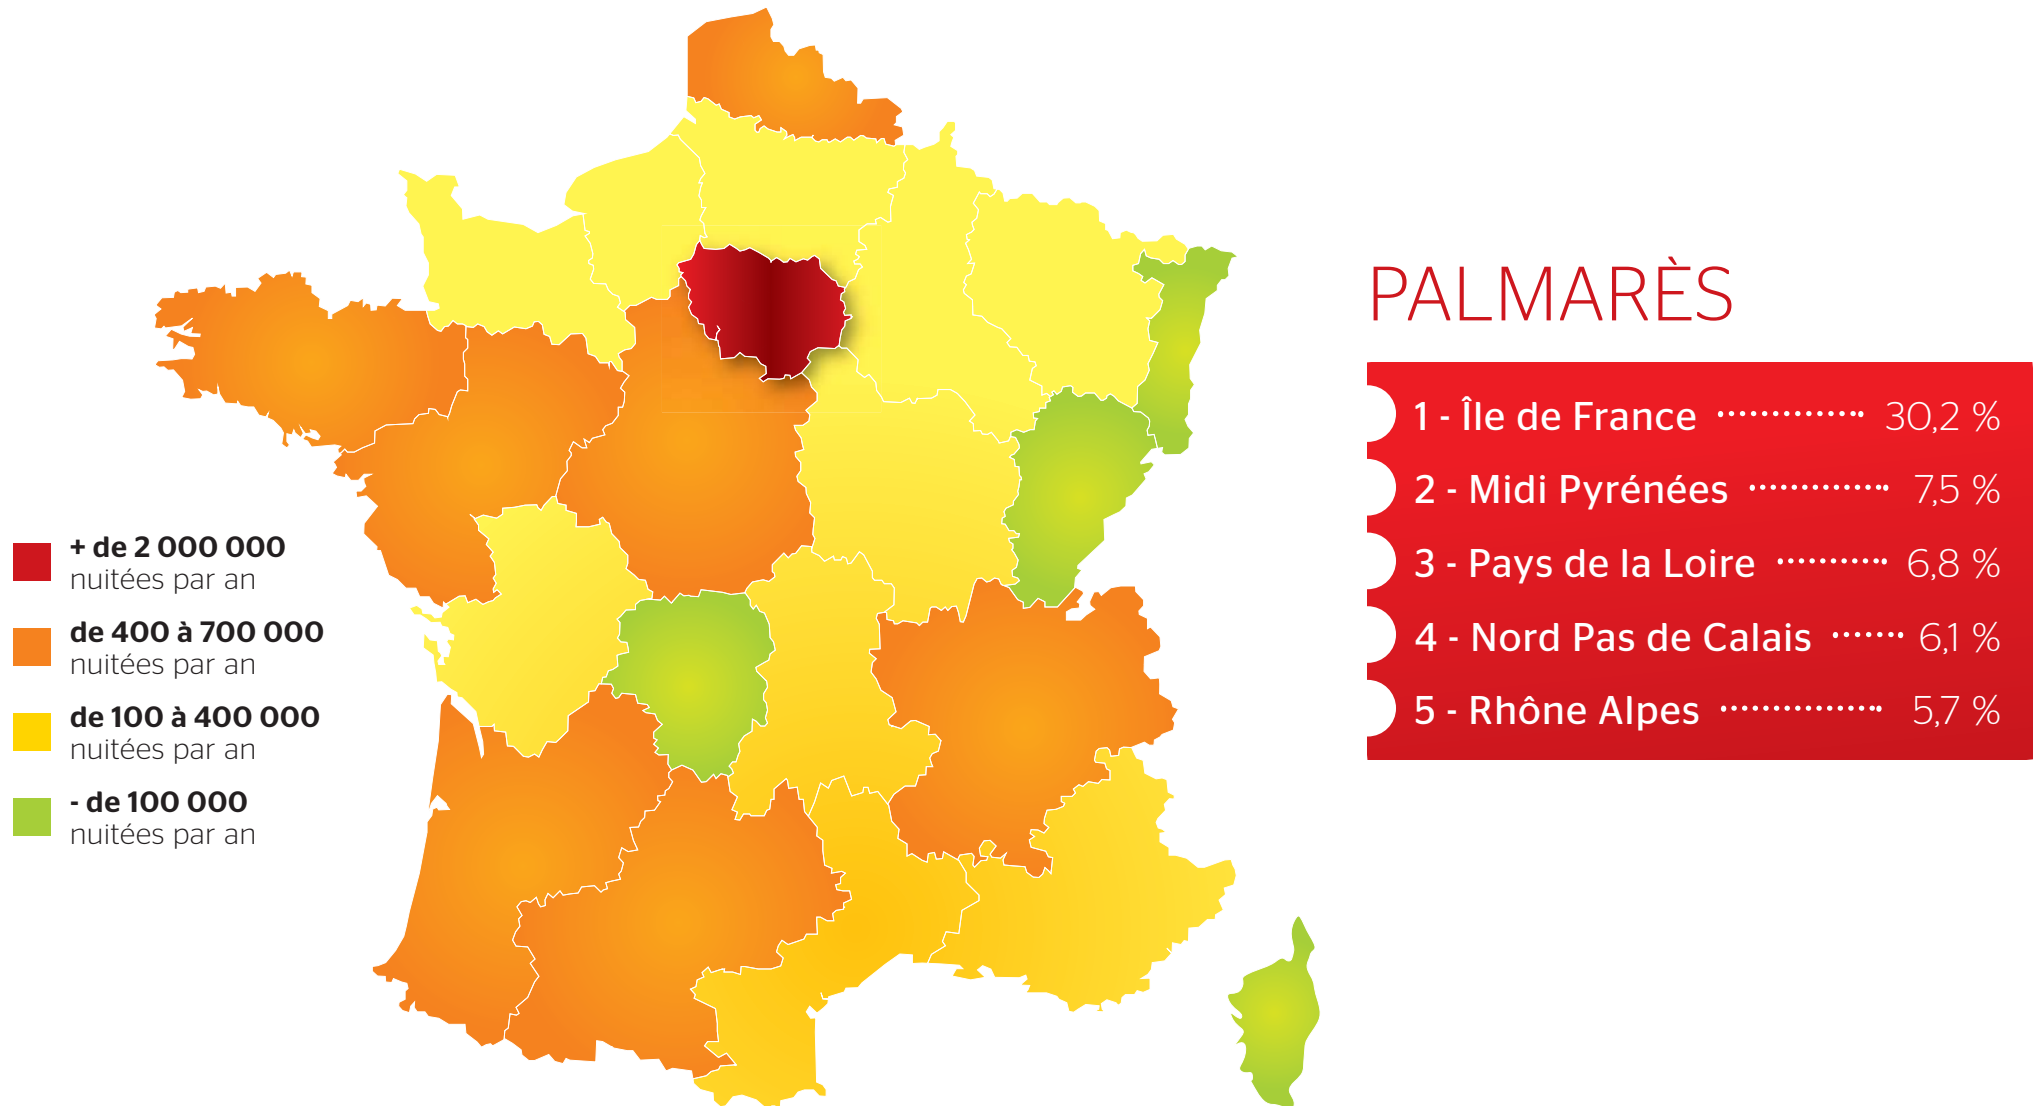 + de 2 000 000
nuitées par an
de 400 à 700 000
nuitées par an
de 100 à 400 000
nuitées par an
- de 100 000
nuitées par an
PALMARÈS
1 - Île de France ............. 30,2 %
2 - Midi Pyrénées ............. 7,5 %
3 - Pays de la Loire .......... 6,8 %
4 - Nord Pas de Calais ...... 6,1 %
5 - Rhône Alpes .............. 5,7 %